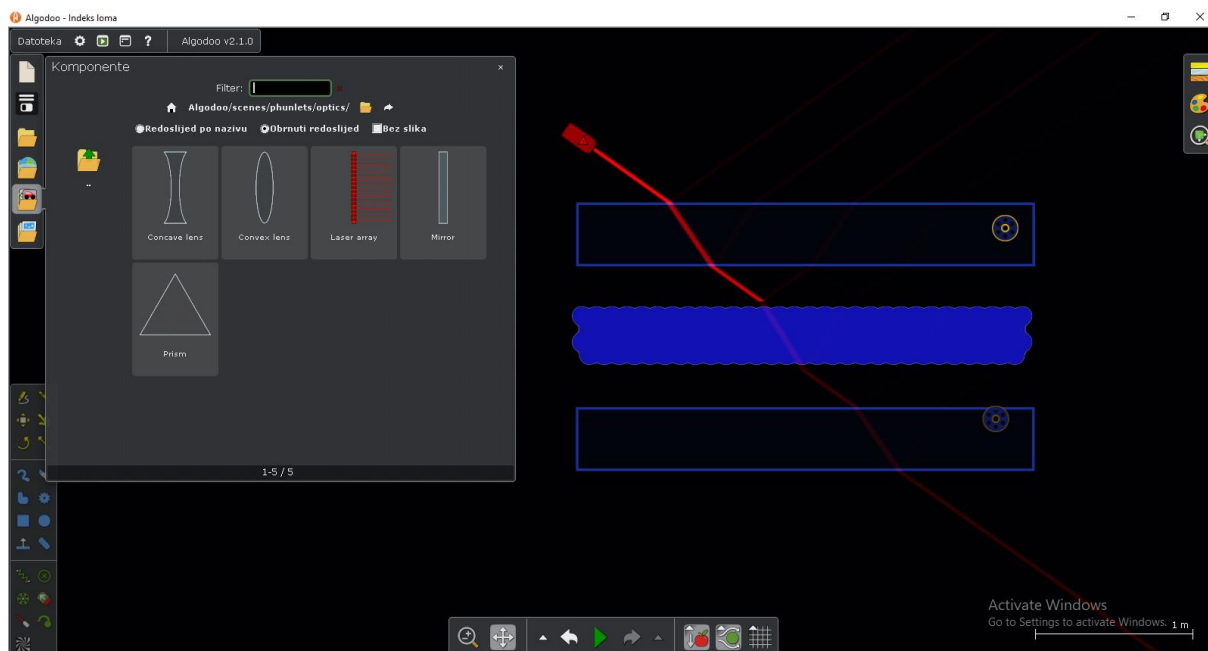 Algodoo - Indeks loma
Datoteka ? Algodoo v2.1.0
Komponente
Filter:
Algodoo/scenes/phunlets/optics/
Redoslijed po nazivu Obrnuti redoslijed Bez slika
..
Concave lens Convex lens Laser array Mirror
Prism
1-5 / 5
Activate Windows
Go to Settings to activate Windows.
1 m